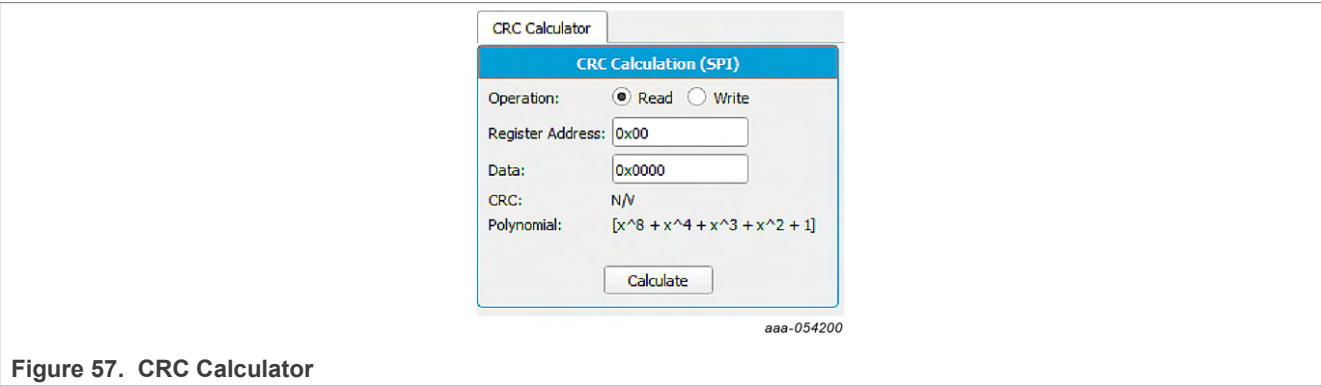 CRC Calculator
CRC Calculation (SPI)
Operation: Read Write
Register Address: 0x00
Data: 0x0000
CRC: N/V
Polynomial: [x^8 + x^4 + x^3 + x^2 + 1]
Calculate
aaa-054200
Figure 57. CRC Calculator